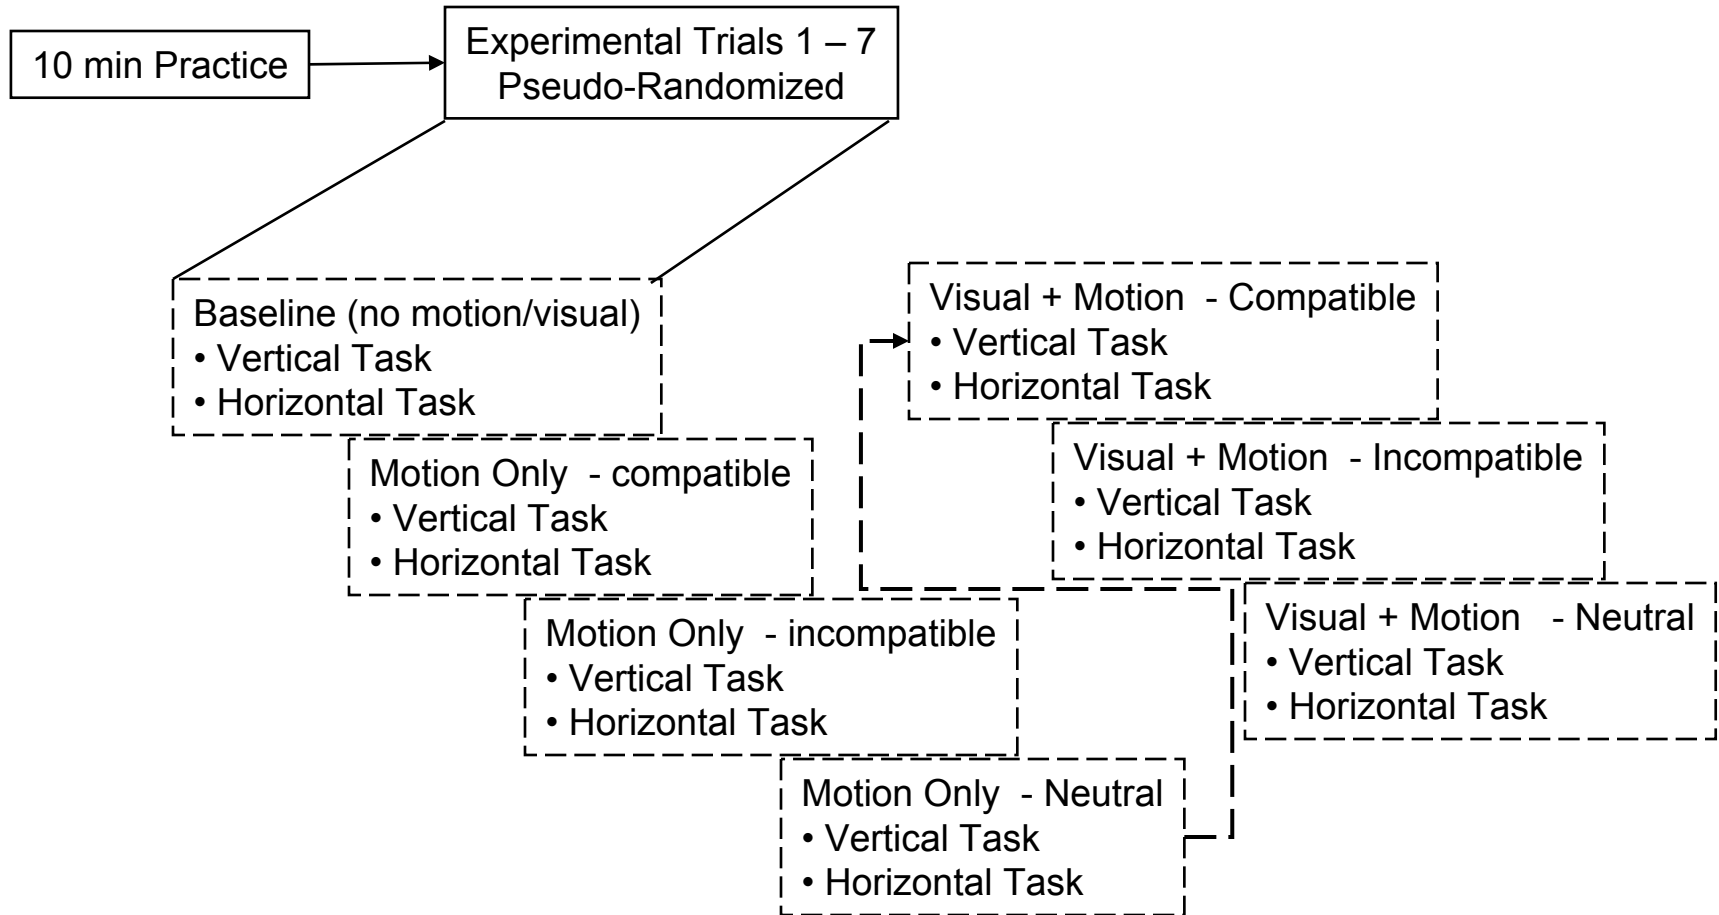 10 min Practice
Experimental Trials 1 – 7
Pseudo-Randomized
Baseline (no motion/visual)
• Vertical Task
• Horizontal Task
Motion Only - compatible
• Vertical Task
• Horizontal Task
Motion Only - incompatible
• Vertical Task
• Horizontal Task
Motion Only - Neutral
• Vertical Task
• Horizontal Task
Visual + Motion - Compatible
• Vertical Task
• Horizontal Task
Visual + Motion - Incompatible
• Vertical Task
• Horizontal Task
Visual + Motion - Neutral
• Vertical Task
• Horizontal Task